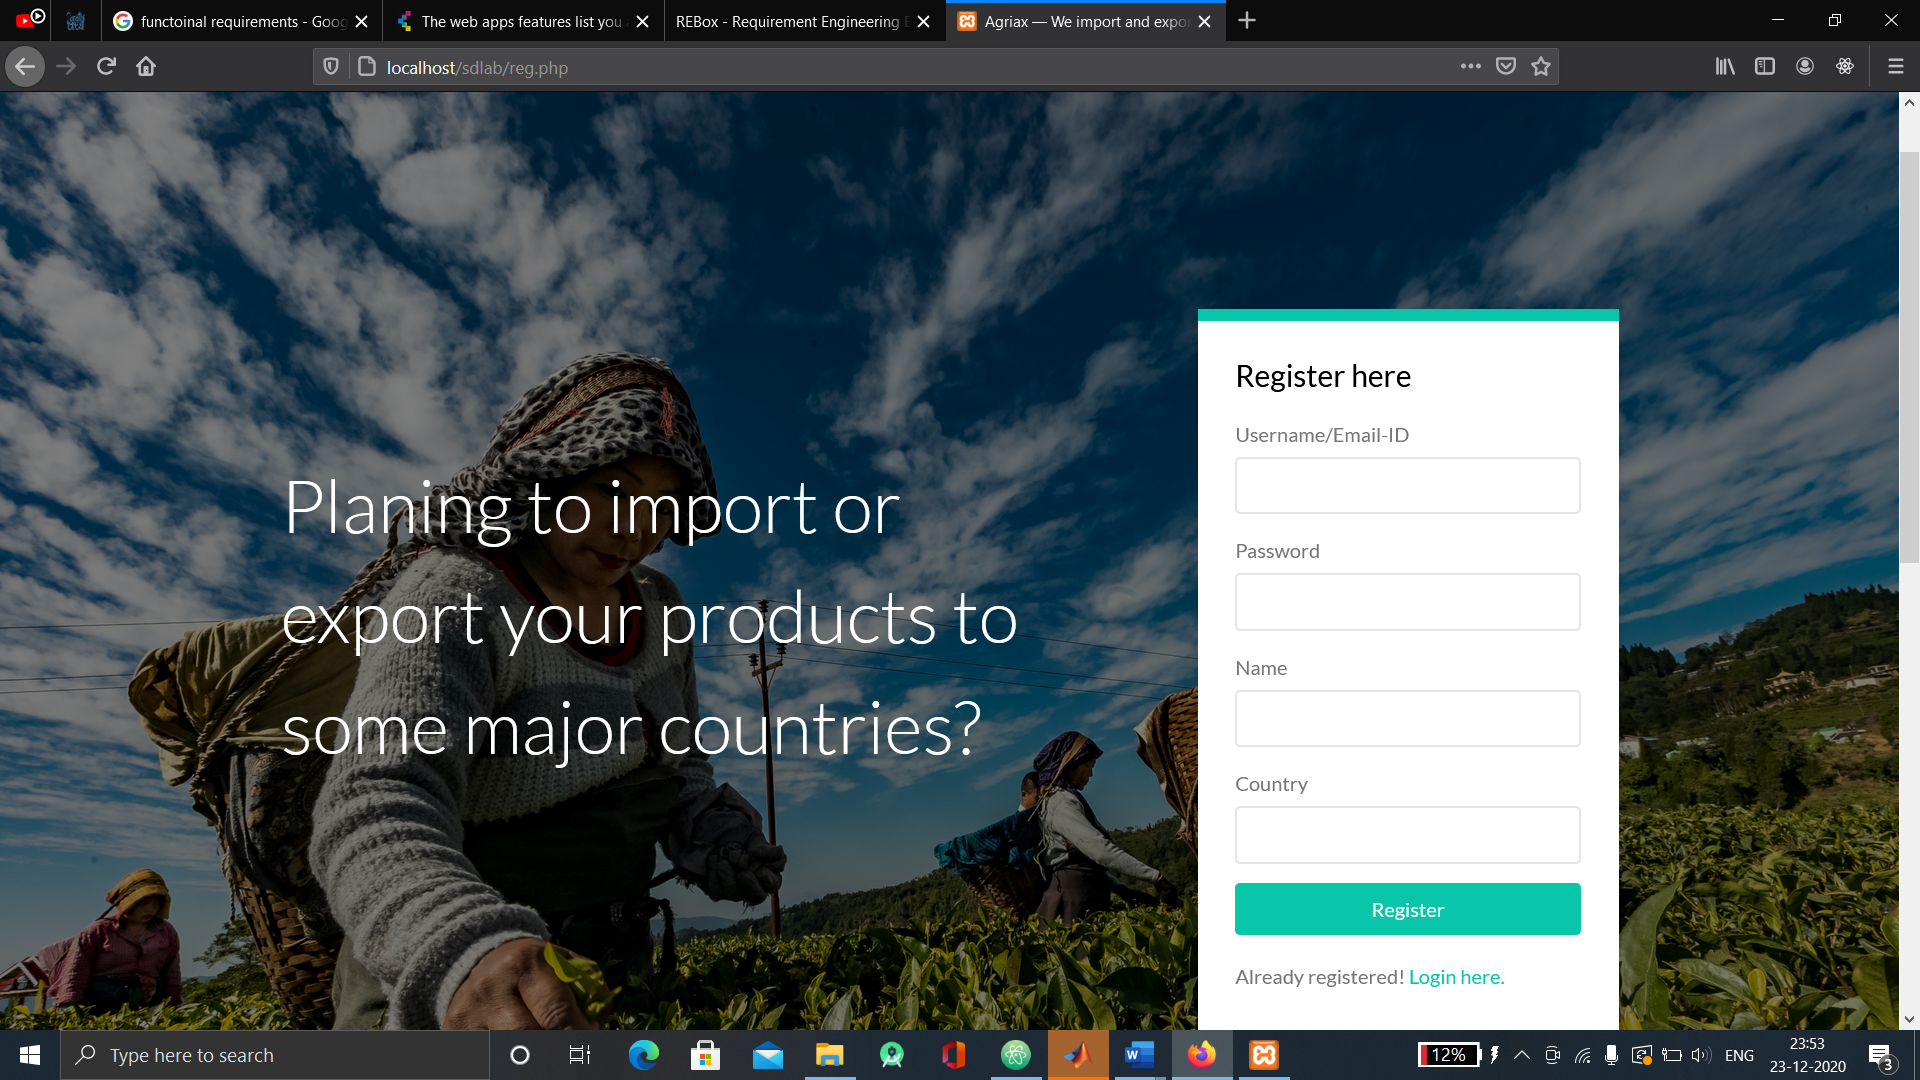 functoinal requirements - Goog
The web apps features list you
REBox - Requirement Engineering
Agriax — We import and expor
localhost/sdlab/reg.php
Planing to import or
export your products to
some major countries?
Register here
Username/Email-ID
Password
Name
Country
Register
Already registered! Login here.
Type here to search
12%
ENG
23:53
23-12-2020
3